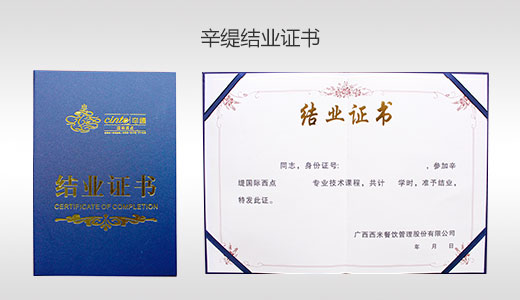 辛缇结业证书
cinte 辛缇
国际西点
结业证书
CERTIFICATE OF COMPLETION
结业证书
同志，身份证号: ，参加辛
缇国际西点 专业技术课程，共计 学时，准予结业，
特发此证。
广西西米餐饮管理股份有限公司
年 月 日